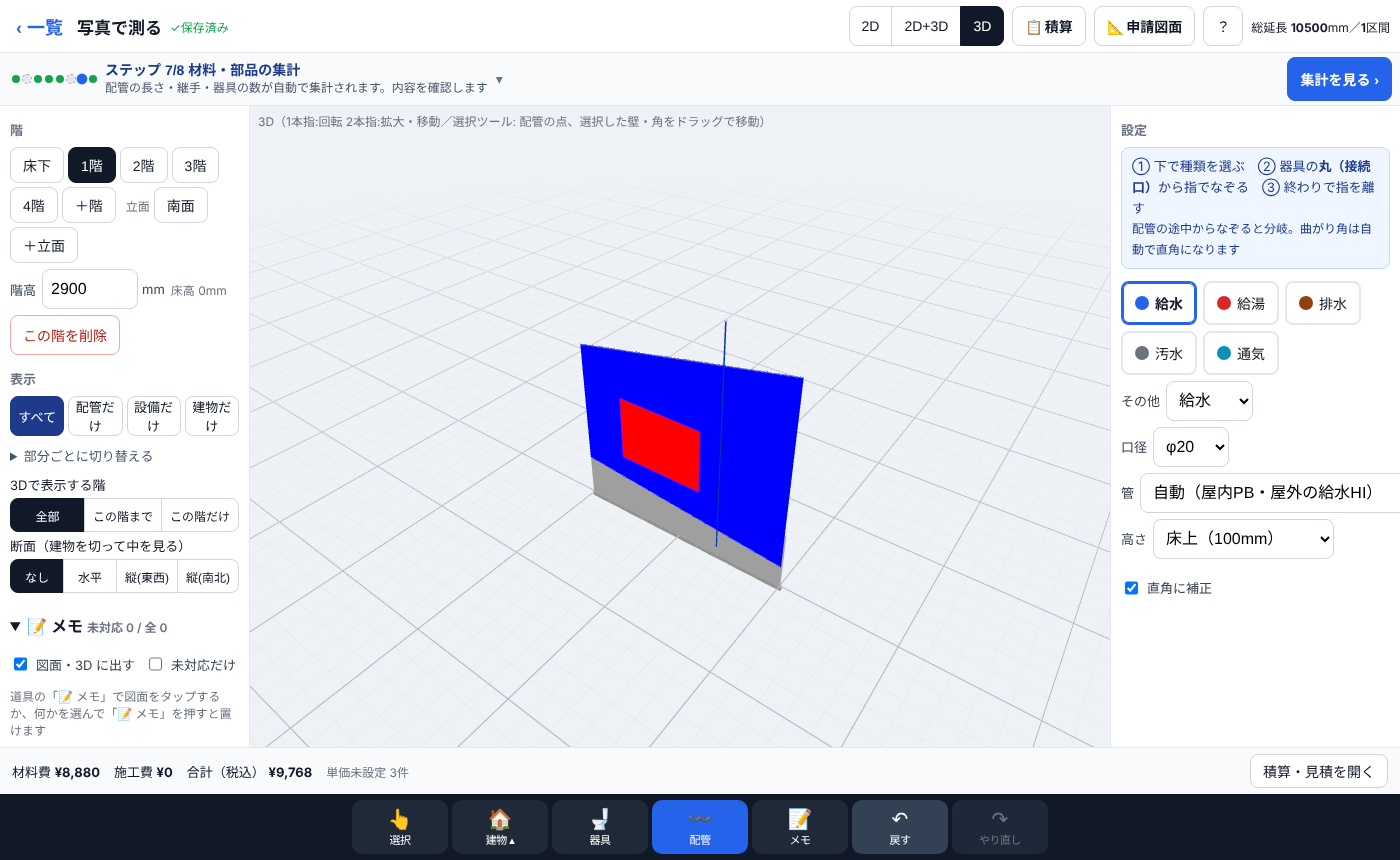 ‹ 一覧 写真で測る ✓保存済み
2D 2D+3D 3D 📋積算 📐申請図面 ? 総延長 10500mm／1区間
ステップ 7/8 材料・部品の集計
配管の長さ・継手・器具の数が自動で集計されます。内容を確認します ▼
集計を見る ›
階
床下 1階 2階 3階
4階 ＋階 立面 南面
＋立面
階高 2900 mm 床高 0mm
この階を削除
表示
すべて 配管だけ 設備だけ 建物だけ
▶ 部分ごとに切り替える
3Dで表示する階
全部 この階まで この階だけ
断面（建物を切って中を見る）
なし 水平 縦(東西) 縦(南北)
▼ 📝 メモ 未対応 0 / 全 0
図面・3D に出す 未対応だけ
道具の「📝 メモ」で図面をタップする
か、何かを選んで「📝 メモ」を押すと置
けます
3D（1本指:回転 2本指:拡大・移動／選択ツール: 配管の点、選択した壁・角をドラッグで移動）
設定
① 下で種類を選ぶ ② 器具の丸（接続
口）から指でなぞる ③ 終わりで指を離
す
配管の途中からなぞると分岐。曲がり角は自
動で直角になります
給水 給湯 排水
汚水 通気
その他 給水
口径 φ20
管 自動（屋内PB・屋外の給水HI）
高さ 床上（100mm）
直角に補正
材料費 ¥8,880 施工費 ¥0 合計（税込） ¥9,768 単価未設定 3件
積算・見積を開く
選択 建物▲ 器具 配管 メモ 戻す やり直し